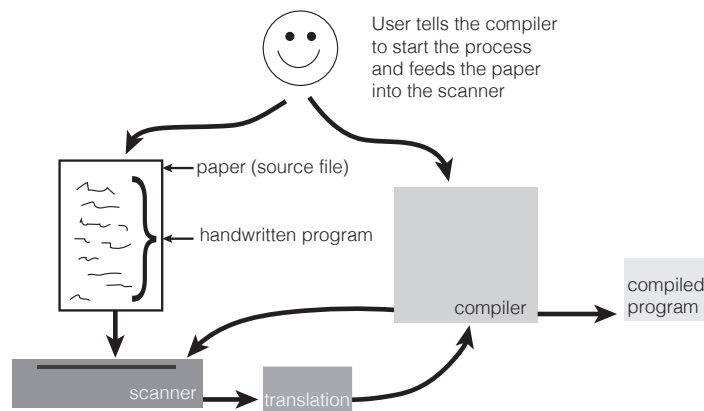 User tells the compiler
to start the process
and feeds the paper
into the scanner
paper (source file)
handwritten program
compiler
compiled
program
scanner
translation